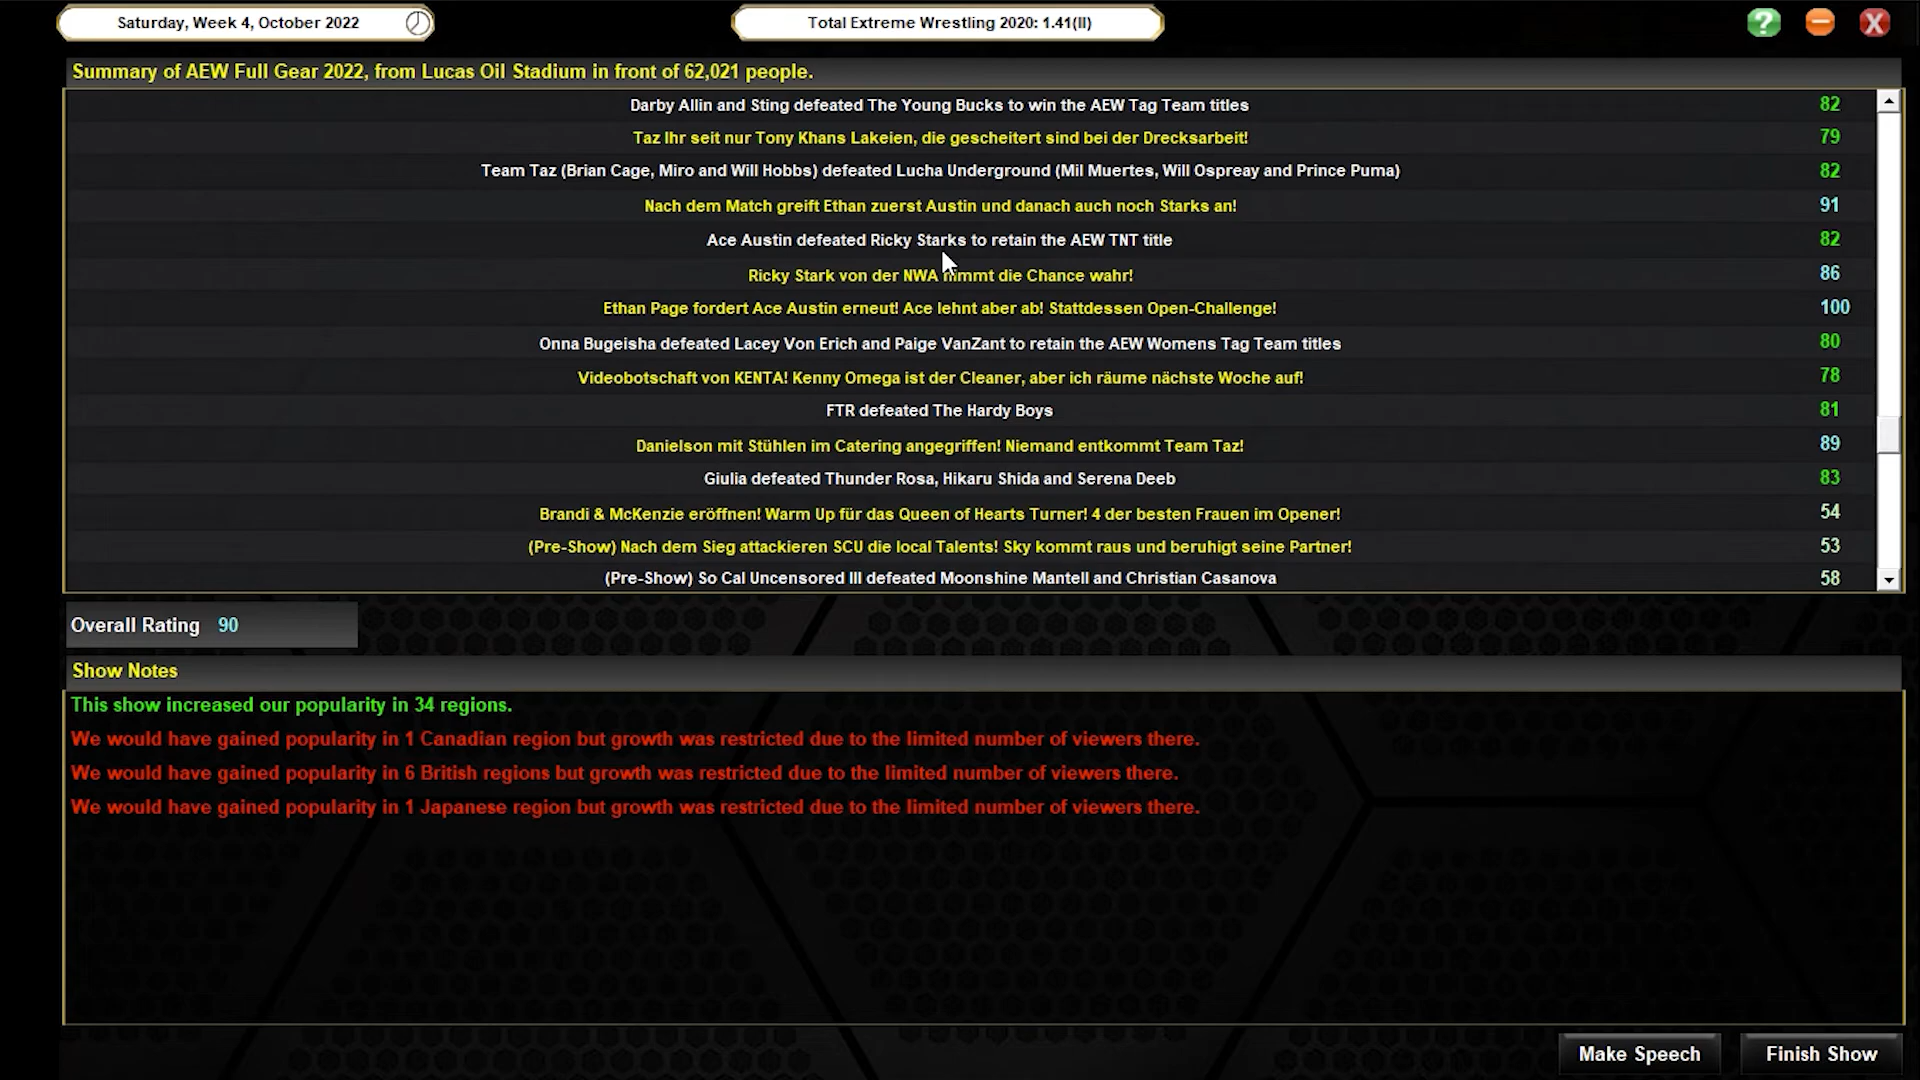 Saturday, Week 4, October 2022
Total Extreme Wrestling 2020: 1.41(II)
Summary of AEW Full Gear 2022, from Lucas Oil Stadium in front of 62,021 people.
Darby Allin and Sting defeated The Young Bucks to win the AEW Tag Team titles 82
Taz Ihr seit nur Tony Khans Lakeien, die gescheitert sind bei der Drecksarbeit! 79
Team Taz (Brian Cage, Miro and Will Hobbs) defeated Lucha Underground (Mil Muertes, Will Ospreay and Prince Puma) 82
Nach dem Match greift Ethan zuerst Austin und danach auch noch Starks an! 91
Ace Austin defeated Ricky Starks to retain the AEW TNT title 82
Ricky Stark von der NWA nimmt die Chance wahr! 86
Ethan Page fordert Ace Austin erneut! Ace lehnt aber ab! Stattdessen Open-Challenge! 100
Onna Bugeisha defeated Lacey Von Erich and Paige VanZant to retain the AEW Womens Tag Team titles 80
Videobotschaft von KENTA! Kenny Omega ist der Cleaner, aber ich räume nächste Woche auf! 78
FTR defeated The Hardy Boys 81
Danielson mit Stühlen im Catering angegriffen! Niemand entkommt Team Taz! 89
Giulia defeated Thunder Rosa, Hikaru Shida and Serena Deeb 83
Brandi & McKenzie eröffnen! Warm Up für das Queen of Hearts Turner! 4 der besten Frauen im Opener! 54
(Pre-Show) Nach dem Sieg attackieren SCU die local Talents! Sky kommt raus und beruhigt seine Partner! 53
(Pre-Show) So Cal Uncensored III defeated Moonshine Mantell and Christian Casanova 58
Overall Rating 90
Show Notes
This show increased our popularity in 34 regions.
We would have gained popularity in 1 Canadian region but growth was restricted due to the limited number of viewers there.
We would have gained popularity in 6 British regions but growth was restricted due to the limited number of viewers there.
We would have gained popularity in 1 Japanese region but growth was restricted due to the limited number of viewers there.
Make Speech
Finish Show